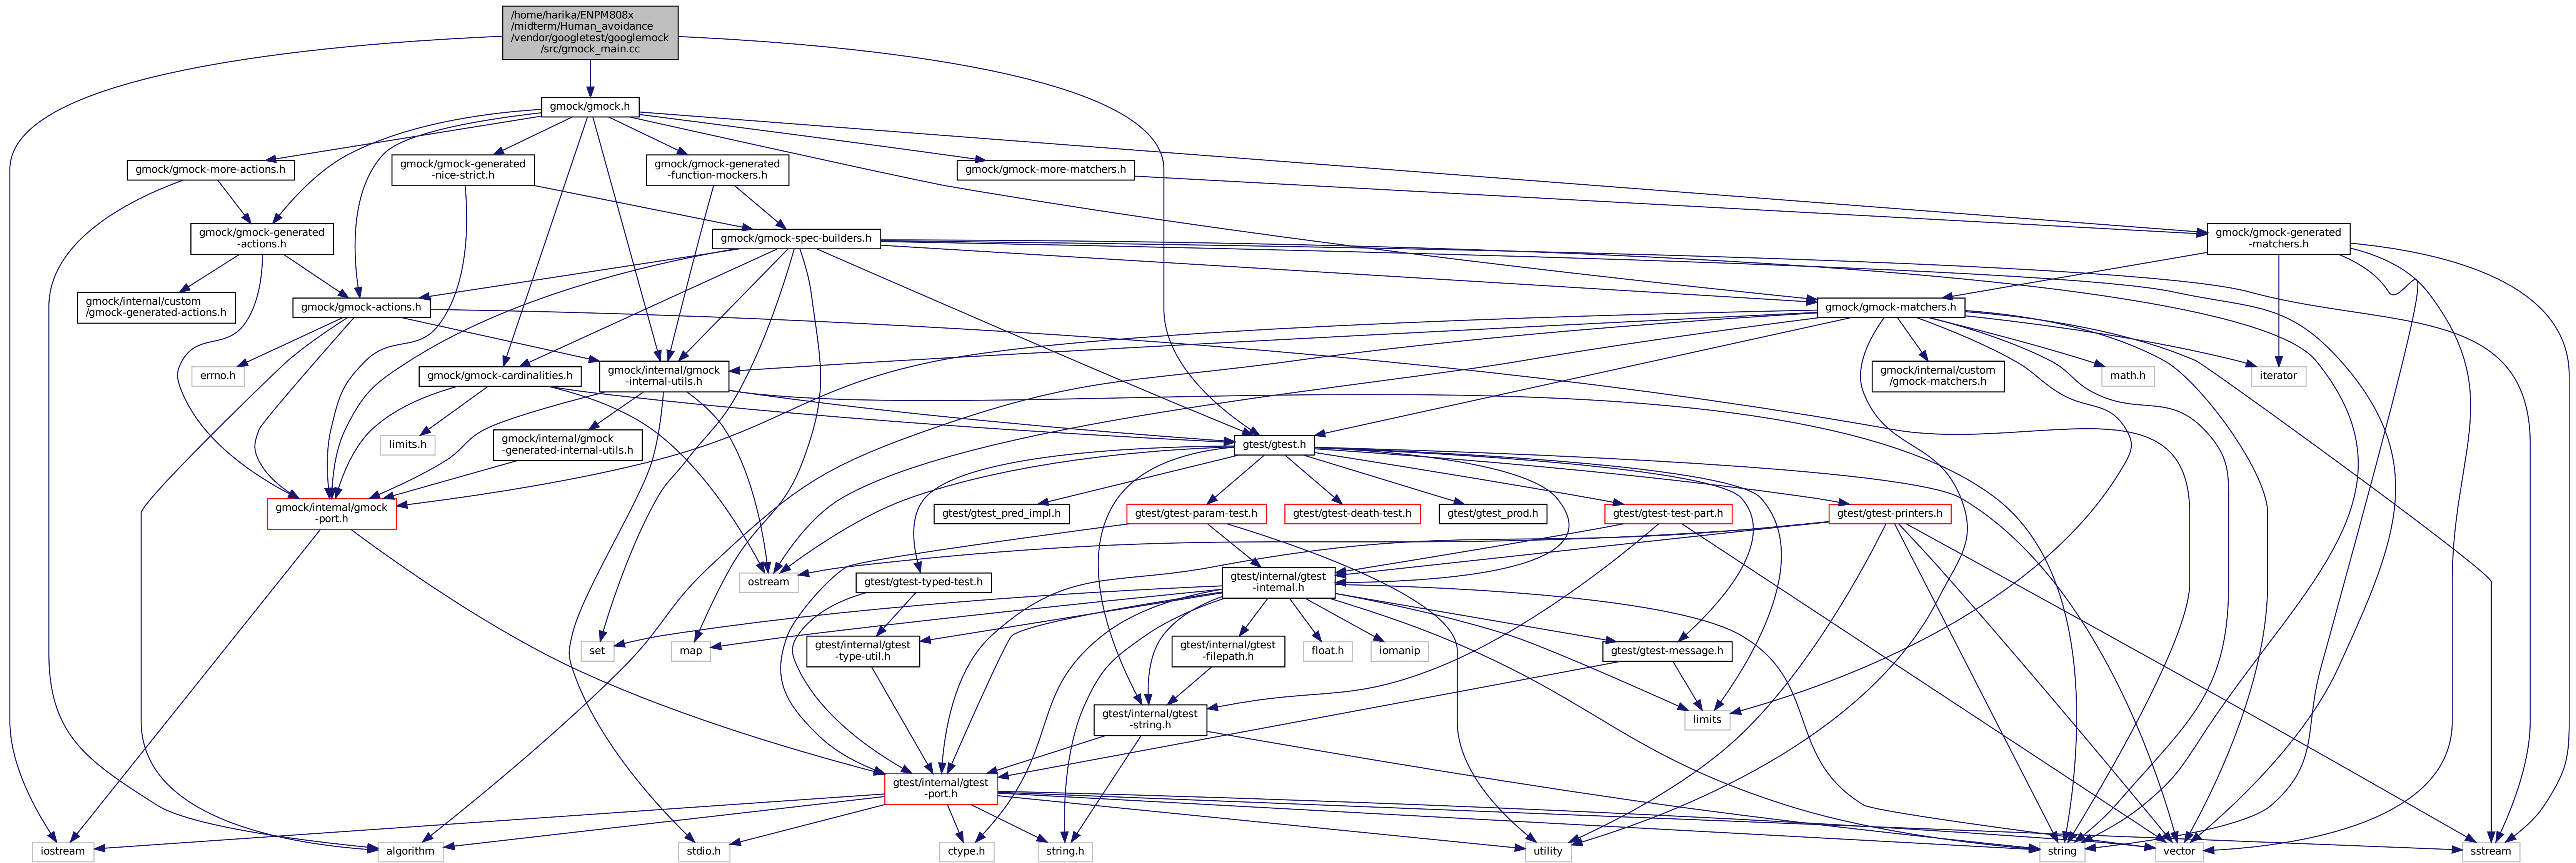 /home/harika/ENPM808x
/midterm/Human_avoidance
/vendor/googletest/googlemock
/src/gmock_main.cc
gmock/gmock.h
gmock/gmock-more-actions.h
gmock/gmock-generated
-nice-strict.h
gmock/gmock-generated
-function-mockers.h
gmock/gmock-more-matchers.h
gmock/gmock-generated
-actions.h
gmock/gmock-spec-builders.h
gmock/gmock-generated
-matchers.h
gmock/internal/custom
/gmock-generated-actions.h
gmock/gmock-actions.h
gmock/gmock-matchers.h
errno.h
gmock/gmock-cardinalities.h
gmock/internal/gmock
-internal-utils.h
gmock/internal/custom
/gmock-matchers.h
math.h
iterator
limits.h
gmock/internal/gmock
-generated-internal-utils.h
gtest/gtest.h
gmock/internal/gmock
-port.h
gtest/gtest_pred_impl.h
gtest/gtest-param-test.h
gtest/gtest-death-test.h
gtest/gtest_prod.h
gtest/gtest-test-part.h
gtest/gtest-printers.h
ostream
gtest/gtest-typed-test.h
gtest/internal/gtest
-internal.h
set
map
gtest/internal/gtest
-type-util.h
gtest/internal/gtest
-filepath.h
float.h
iomanip
gtest/gtest-message.h
gtest/internal/gtest
-string.h
limits
gtest/internal/gtest
-port.h
iostream
algorithm
stdio.h
ctype.h
string.h
utility
string
vector
sstream